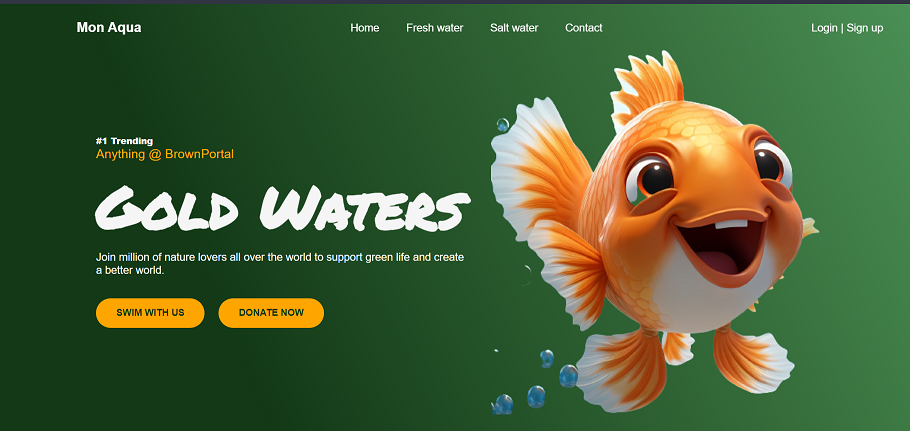 Mon Aqua
Home Fresh water Salt water Contact
Login | Sign up
#1 Trending
Anything @ BrownPortal
Gold Waters
Join million of nature lovers all over the world to support green life and create
a better world.
SWIM WITH US DONATE NOW